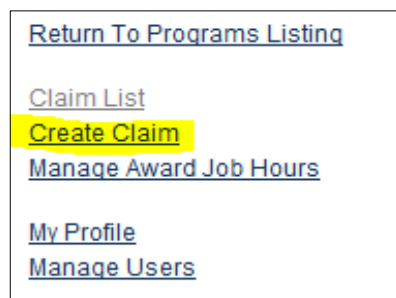 Return To Programs Listing
Claim List
Create Claim
Manage Award Job Hours
My Profile
Manage Users